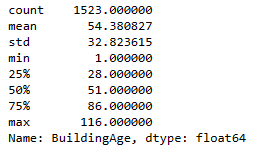 count    1523.000000
mean       54.380827
std        32.823615
min         1.000000
25%        28.000000
50%        51.000000
75%        86.000000
max       116.000000
Name: BuildingAge, dtype: float64